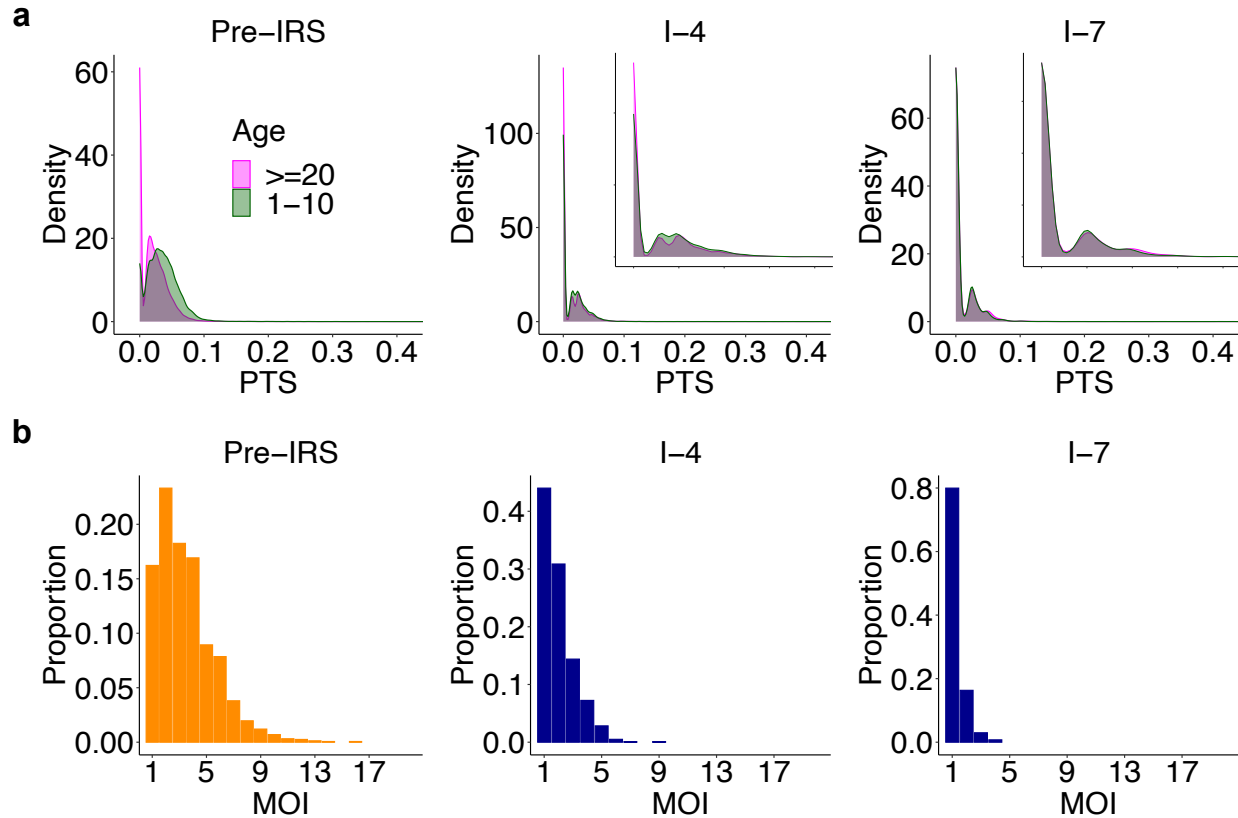 a
Pre−IRS
I−4
I−7
Density
60
40
20
0
Age
>=20
1−10
0.0 0.1 0.2 0.3 0.4
PTS
Density
100
50
0
0.0 0.1 0.2 0.3 0.4
PTS
Density
60
40
20
0
0.0 0.1 0.2 0.3 0.4
PTS
b
Pre−IRS
I−4
I−7
Proportion
0.20
0.15
0.10
0.05
0.00
1 5 9 13 17
MOI
Proportion
0.4
0.3
0.2
0.1
0.0
1 5 9 13 17
MOI
Proportion
0.8
0.6
0.4
0.2
0.0
1 5 9 13 17
MOI